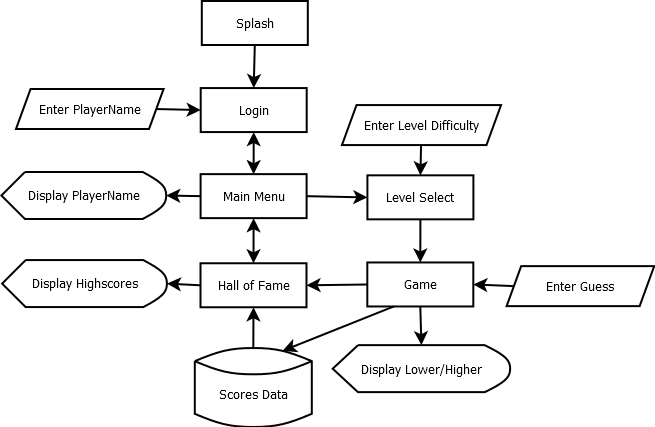 Splash
Enter PlayerName
Login
Enter Level Difficulty
Display PlayerName
Main Menu
Level Select
Display Highscores
Hall of Fame
Game
Enter Guess
Scores Data
Display Lower/Higher